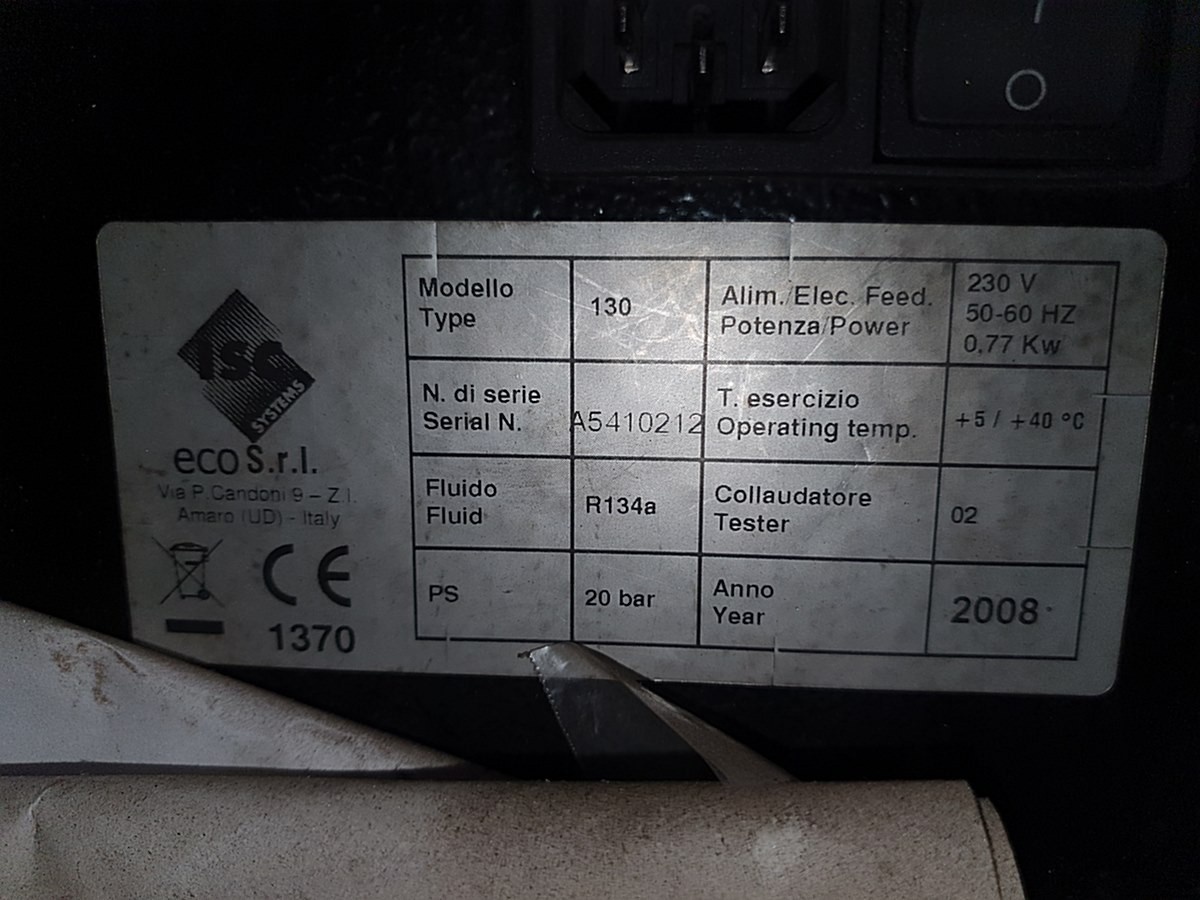 ISC
SYSTEMS
eco S.r.l.
Via P. Candoni 9 – Z.I.
Amaro (UD) - Italy
CE
1370
Modello
Type
130
Alim./Elec. Feed.
Potenza/Power
230 V
50-60 HZ
0,77 Kw
N. di serie
Serial N.
A5410212
T. esercizio
Operating temp.
+5 / +40 °C
Fluido
Fluid
R134a
Collaudatore
Tester
02
PS
20 bar
Anno
Year
2008